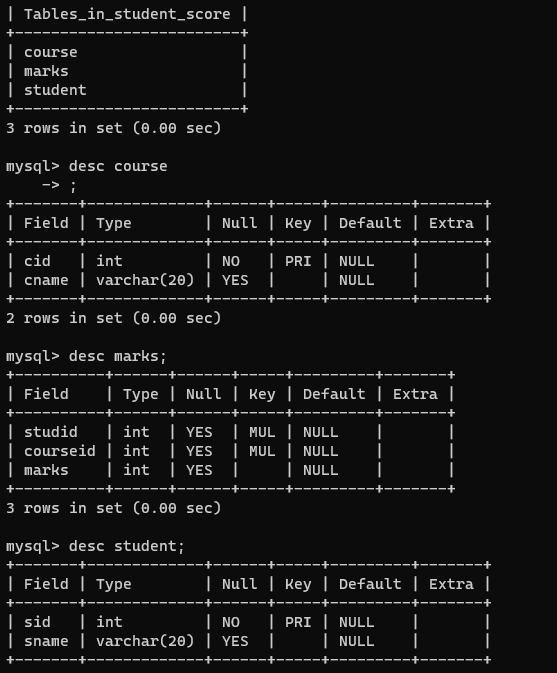 | Tables_in_student_score |
+-------------------------+
| course                  |
| marks                   |
| student                 |
+-------------------------+
3 rows in set (0.00 sec)

mysql> desc course
    -> ;
+-------+-------------+------+-----+---------+-------+
| Field | Type        | Null | Key | Default | Extra |
+-------+-------------+------+-----+---------+-------+
| cid   | int         | NO   | PRI | NULL    |       |
| cname | varchar(20) | YES  |     | NULL    |       |
+-------+-------------+------+-----+---------+-------+
2 rows in set (0.00 sec)

mysql> desc marks;
+----------+------+------+-----+---------+-------+
| Field    | Type | Null | Key | Default | Extra |
+----------+------+------+-----+---------+-------+
| studid   | int  | YES  | MUL | NULL    |       |
| courseid | int  | YES  | MUL | NULL    |       |
| marks    | int  | YES  |     | NULL    |       |
+----------+------+------+-----+---------+-------+
3 rows in set (0.00 sec)

mysql> desc student;
+-------+-------------+------+-----+---------+-------+
| Field | Type        | Null | Key | Default | Extra |
+-------+-------------+------+-----+---------+-------+
| sid   | int         | NO   | PRI | NULL    |       |
| sname | varchar(20) | YES  |     | NULL    |       |
+-------+-------------+------+-----+---------+-------+